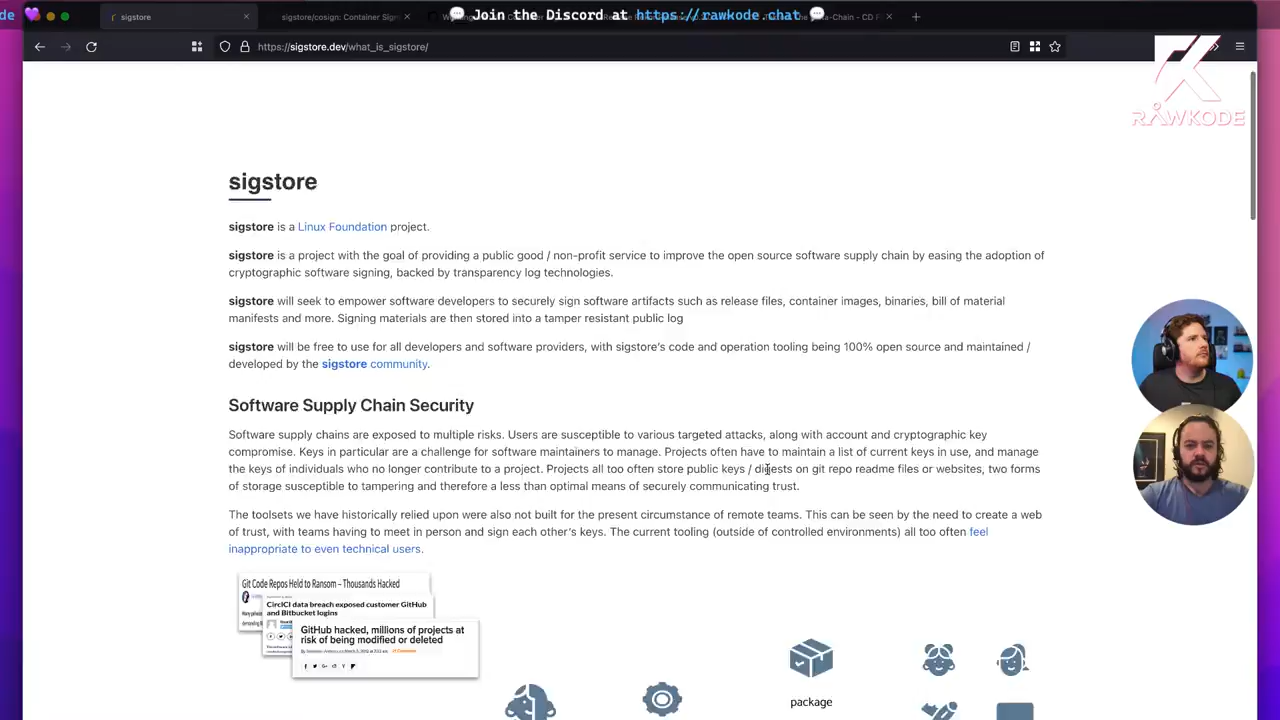 ode 💜
💬 Join the Discord at https://rawkode.chat 💬
sigstore
sigstore/cosign: Container Sign
Chain - CD F
https://sigstore.dev/what_is_sigstore/
RAWKODE
sigstore
sigstore is a Linux Foundation project.
sigstore is a project with the goal of providing a public good / non-profit service to improve the open source software supply chain by easing the adoption of
cryptographic software signing, backed by transparency log technologies.
sigstore will seek to empower software developers to securely sign software artifacts such as release files, container images, binaries, bill of material
manifests and more. Signing materials are then stored into a tamper resistant public log
sigstore will be free to use for all developers and software providers, with sigstore's code and operation tooling being 100% open source and maintained /
developed by the sigstore community.
Software Supply Chain Security
Software supply chains are exposed to multiple risks. Users are susceptible to various targeted attacks, along with account and cryptographic key
compromise. Keys in particular are a challenge for software maintainers to manage. Projects often have to maintain a list of current keys in use, and manage
the keys of individuals who no longer contribute to a project. Projects all too often store public keys / digests on git repo readme files or websites, two forms
of storage susceptible to tampering and therefore a less than optimal means of securely communicating trust.
The toolsets we have historically relied upon were also not built for the present circumstance of remote teams. This can be seen by the need to create a web
of trust, with teams having to meet in person and sign each other's keys. The current tooling (outside of controlled environments) all too often feel
inappropriate to even technical users.
Git Code Repos Held to Ransom – Thousands Hacked
CircICI data breach exposed customer GitHub
and Bitbucket logins
GitHub hacked, millions of projects at
risk of being modified or deleted
package